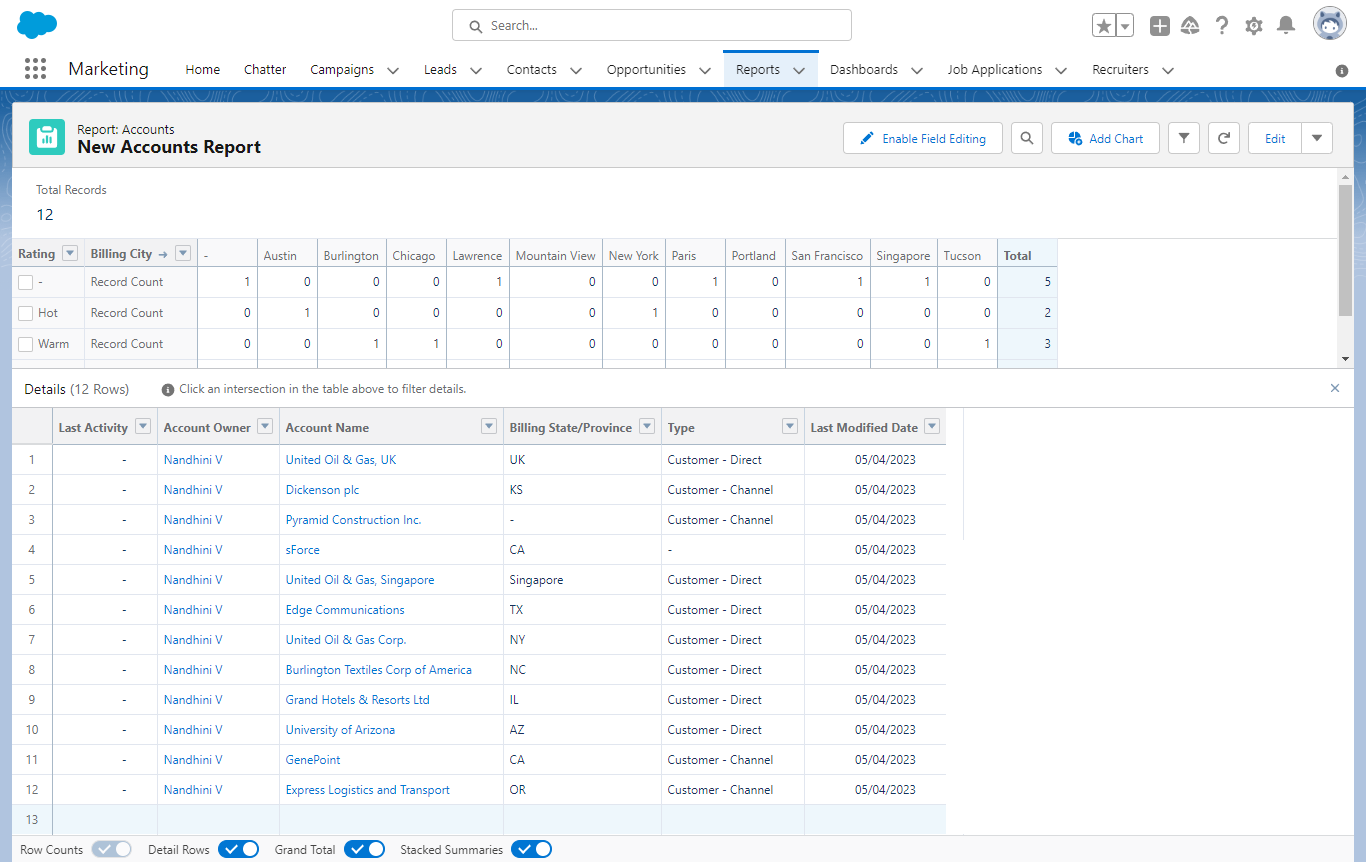 Search...
Marketing Home Chatter Campaigns Leads Contacts Opportunities Reports Dashboards Job Applications Recruiters
Report: Accounts
New Accounts Report
Enable Field Editing Add Chart Edit
Total Records
12
Rating Billing City → - Austin Burlington Chicago Lawrence Mountain View New York Paris Portland San Francisco Singapore Tucson Total
- Record Count 1 0 0 0 1 0 0 1 0 1 1 0 5
Hot Record Count 0 1 0 0 0 0 1 0 0 0 0 0 2
Warm Record Count 0 0 1 1 0 0 0 0 0 0 0 1 3
Details (12 Rows) Click an intersection in the table above to filter details.
Last Activity Account Owner Account Name Billing State/Province Type Last Modified Date
1 - Nandhini V United Oil & Gas, UK UK Customer - Direct 05/04/2023
2 - Nandhini V Dickenson plc KS Customer - Channel 05/04/2023
3 - Nandhini V Pyramid Construction Inc. - Customer - Channel 05/04/2023
4 - Nandhini V sForce CA - 05/04/2023
5 - Nandhini V United Oil & Gas, Singapore Singapore Customer - Direct 05/04/2023
6 - Nandhini V Edge Communications TX Customer - Direct 05/04/2023
7 - Nandhini V United Oil & Gas Corp. NY Customer - Direct 05/04/2023
8 - Nandhini V Burlington Textiles Corp of America NC Customer - Direct 05/04/2023
9 - Nandhini V Grand Hotels & Resorts Ltd IL Customer - Direct 05/04/2023
10 - Nandhini V University of Arizona AZ Customer - Direct 05/04/2023
11 - Nandhini V GenePoint CA Customer - Channel 05/04/2023
12 - Nandhini V Express Logistics and Transport OR Customer - Channel 05/04/2023
13
Row Counts Detail Rows Grand Total Stacked Summaries